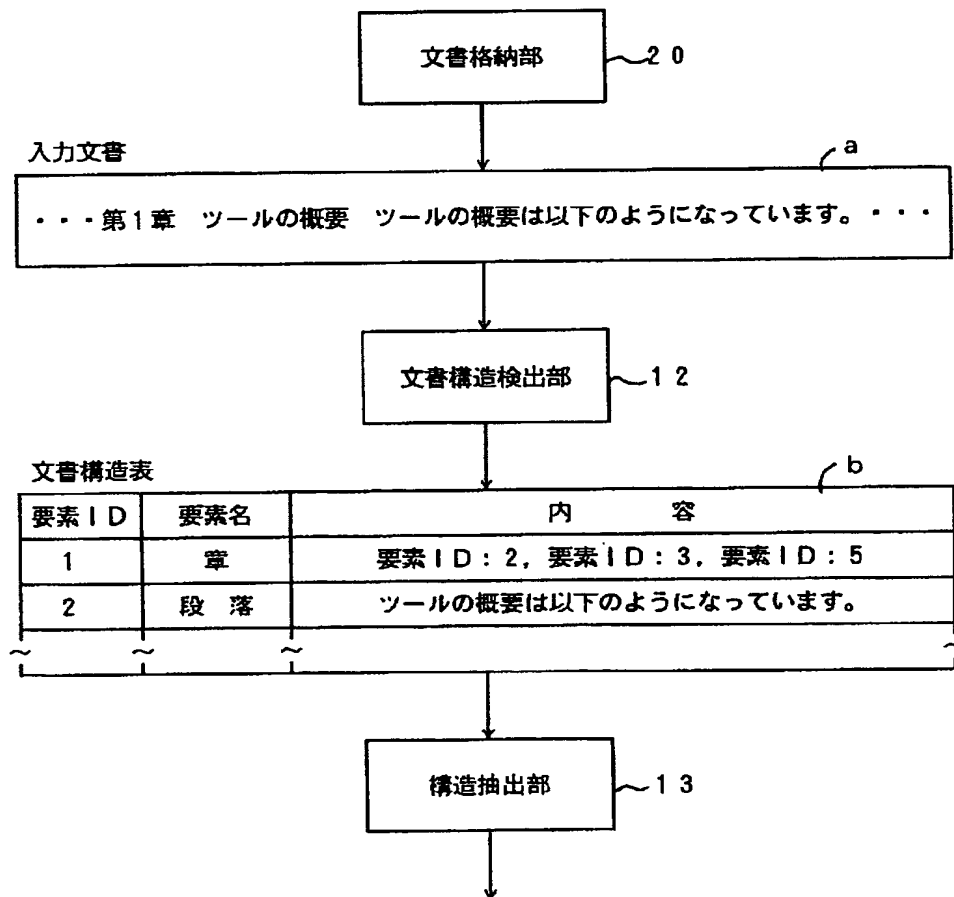 文書格納部 20
入力文書 a
・・・第1章 ツールの概要 ツールの概要は以下のようになっています。・・・
文書構造検出部 12
文書構造表 b
要素ID 要素名 内 容
1 章 要素ID:2, 要素ID:3, 要素ID:5
2 段 落 ツールの概要は以下のようになっています。
構造抽出部 13